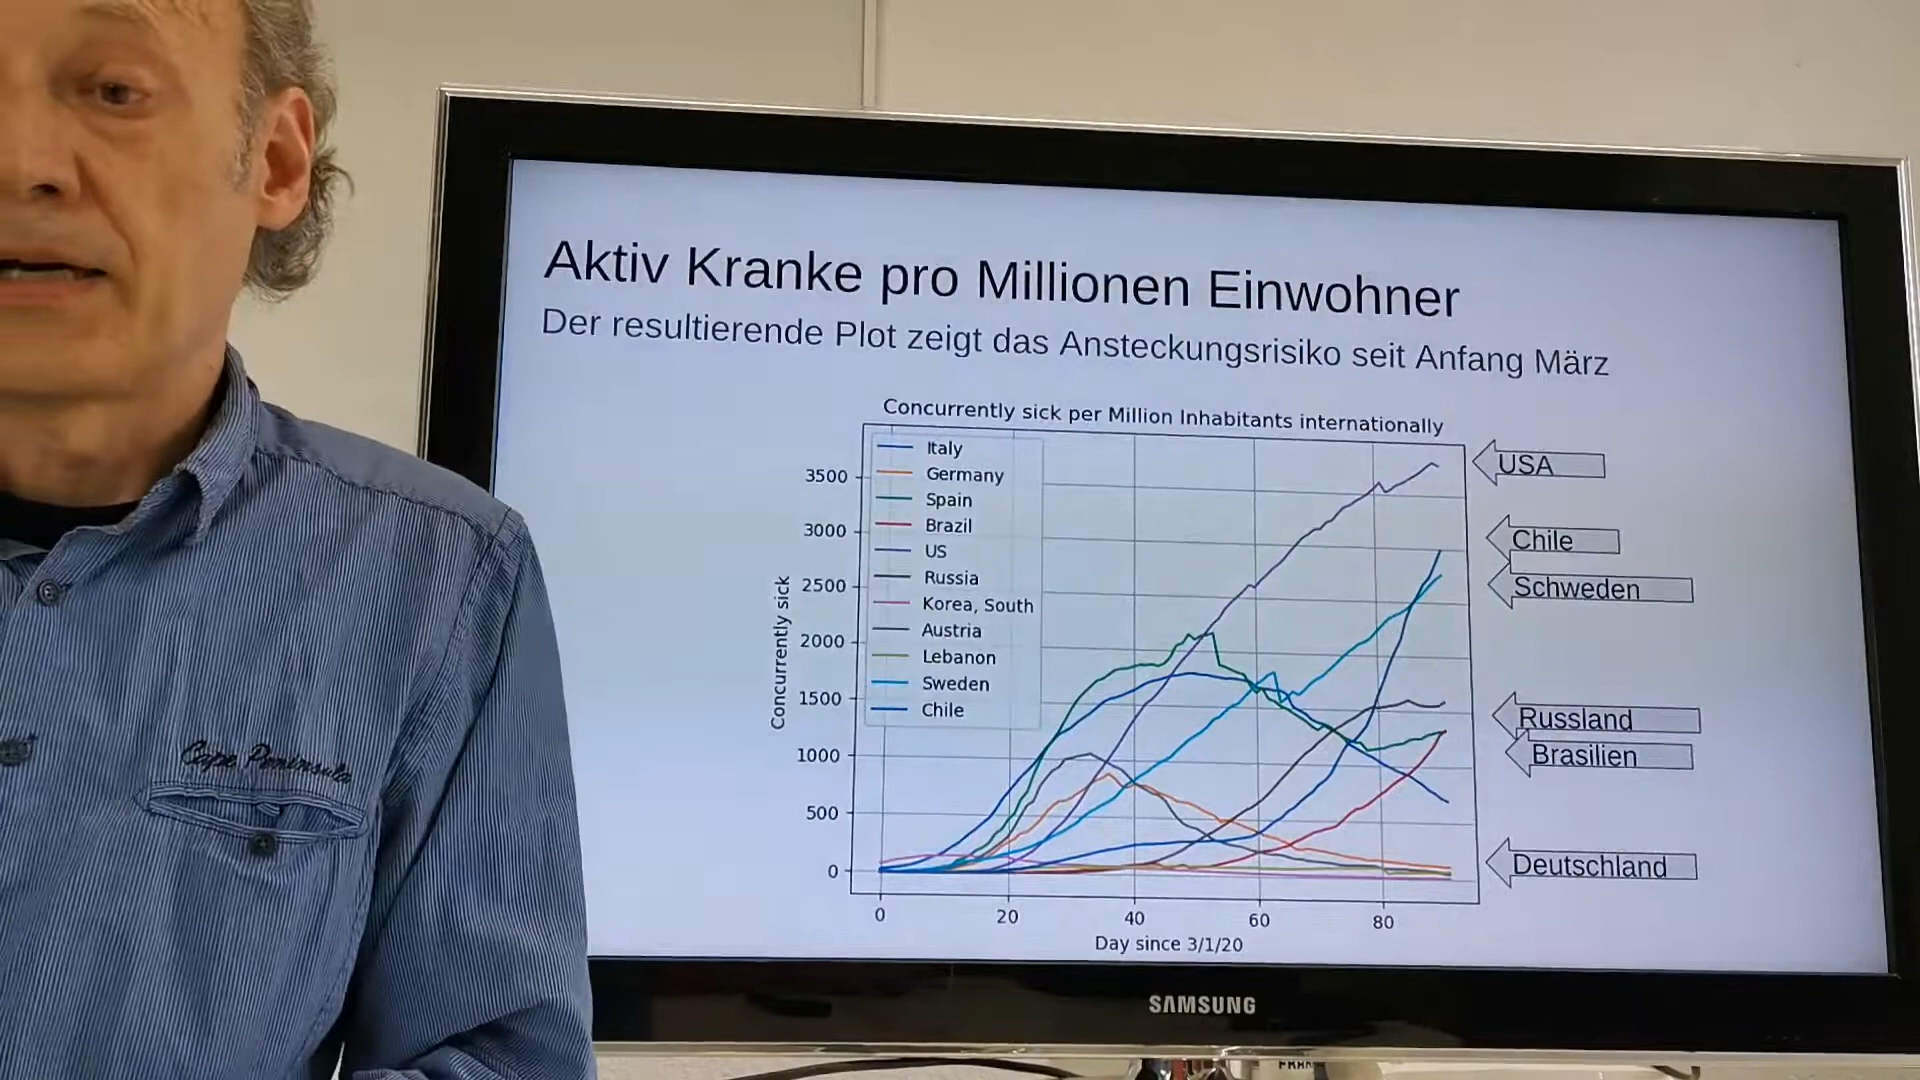 Aktiv Kranke pro Millionen Einwohner
Der resultierende Plot zeigt das Ansteckungsrisiko seit Anfang März
Concurrently sick per Million Inhabitants internationally
Italy
Germany
Spain
Brazil
US
Russia
Korea, South
Austria
Lebanon
Sweden
Chile
3500
3000
2500
2000
1500
1000
500
0
Concurrently sick
0 20 40 60 80
Day since 3/1/20
USA
Chile
Schweden
Russland
Brasilien
Deutschland
Cape Peninsula
SAMSUNG